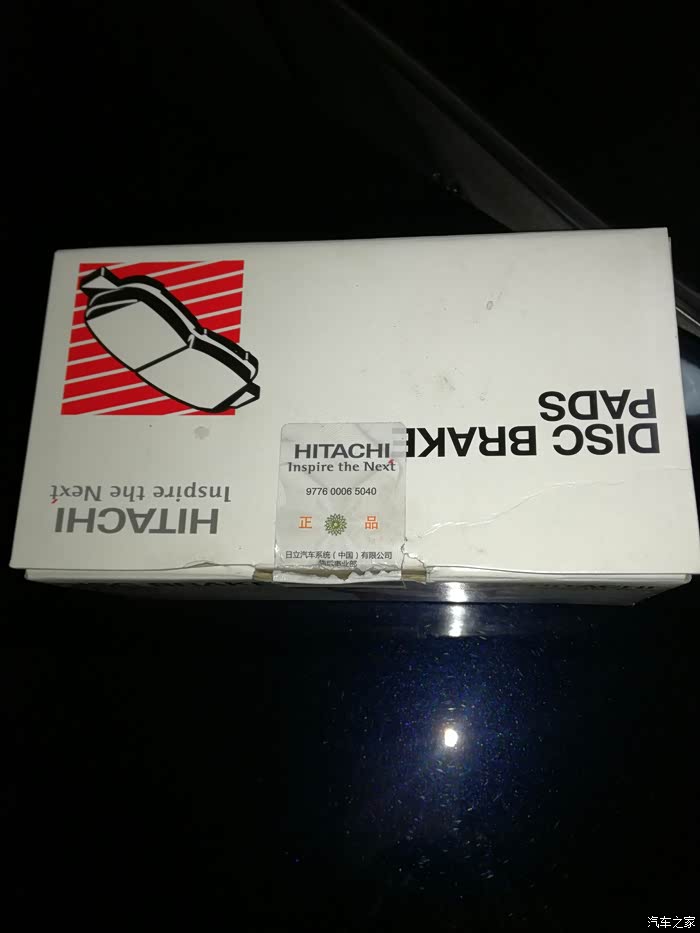 DISC BRAKE
PADS
HITACHI
Inspire the Next
HITACHI
Inspire the Next
9776 0006 5040
正 品
日立汽车系统（中国）有限公司
汽车之家